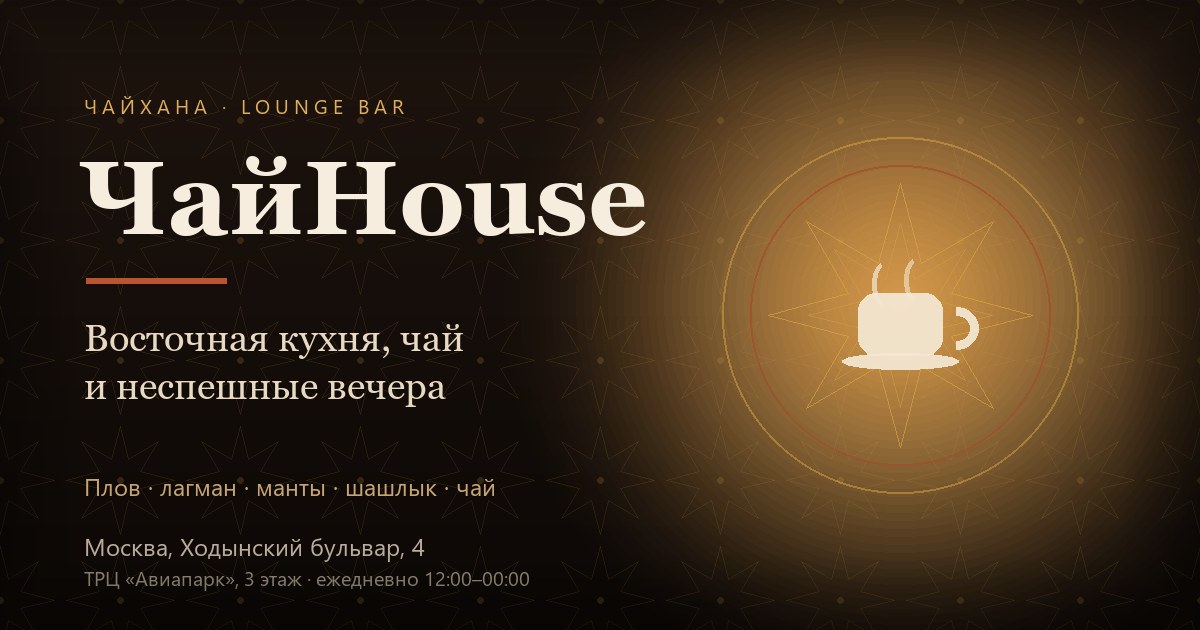 ЧАЙХАНА · LOUNGE BAR
ЧайHouse
Восточная кухня, чай
и неспешные вечера
Плов · лагман · манты · шашлык · чай
Москва, Ходынский бульвар, 4
ТРЦ «Авиапарк», 3 этаж · ежедневно 12:00–00:00